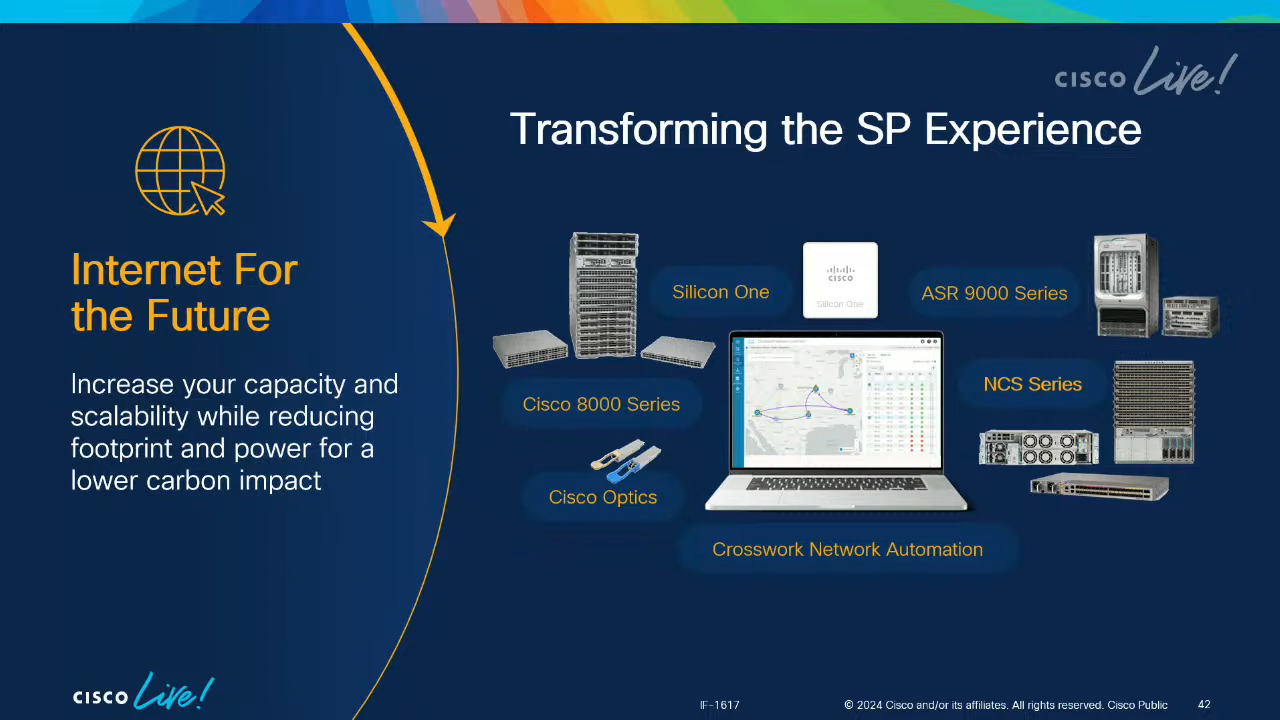 CISCO Live!
Transforming the SP Experience
Internet For
the Future
Increase your capacity and
scalability while reducing
footprint and power for a
lower carbon impact
Silicon One
CISCO
Silicon One
ASR 9000 Series
Cisco 8000 Series
NCS Series
Cisco Optics
Crosswork Network Automation
CISCO Live!
IF-1617
© 2024 Cisco and/or its affiliates. All rights reserved. Cisco Public
42